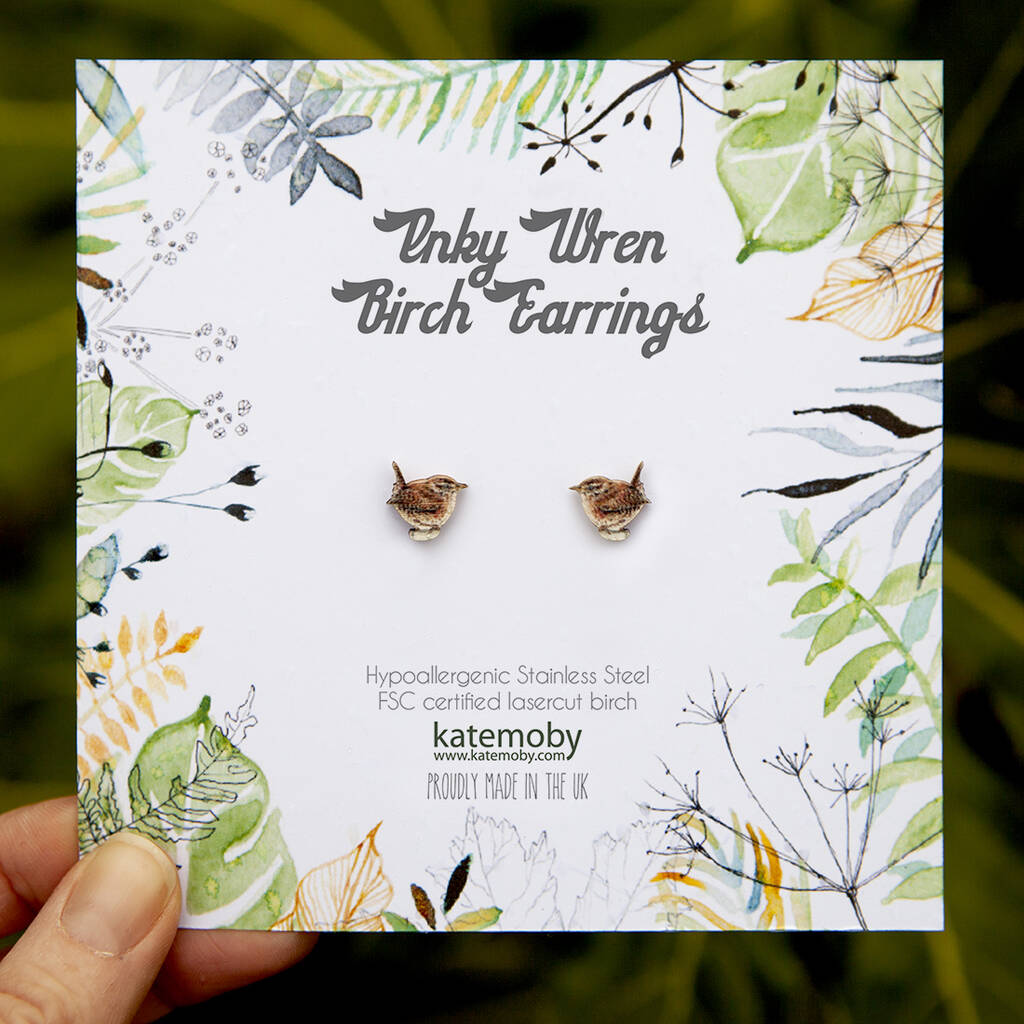 Inky Wren
Birch Earrings
Hypoallergenic Stainless Steel
FSC certified lasercut birch
katemoby
www.katemoby.com
PROUDLY MADE IN THE UK